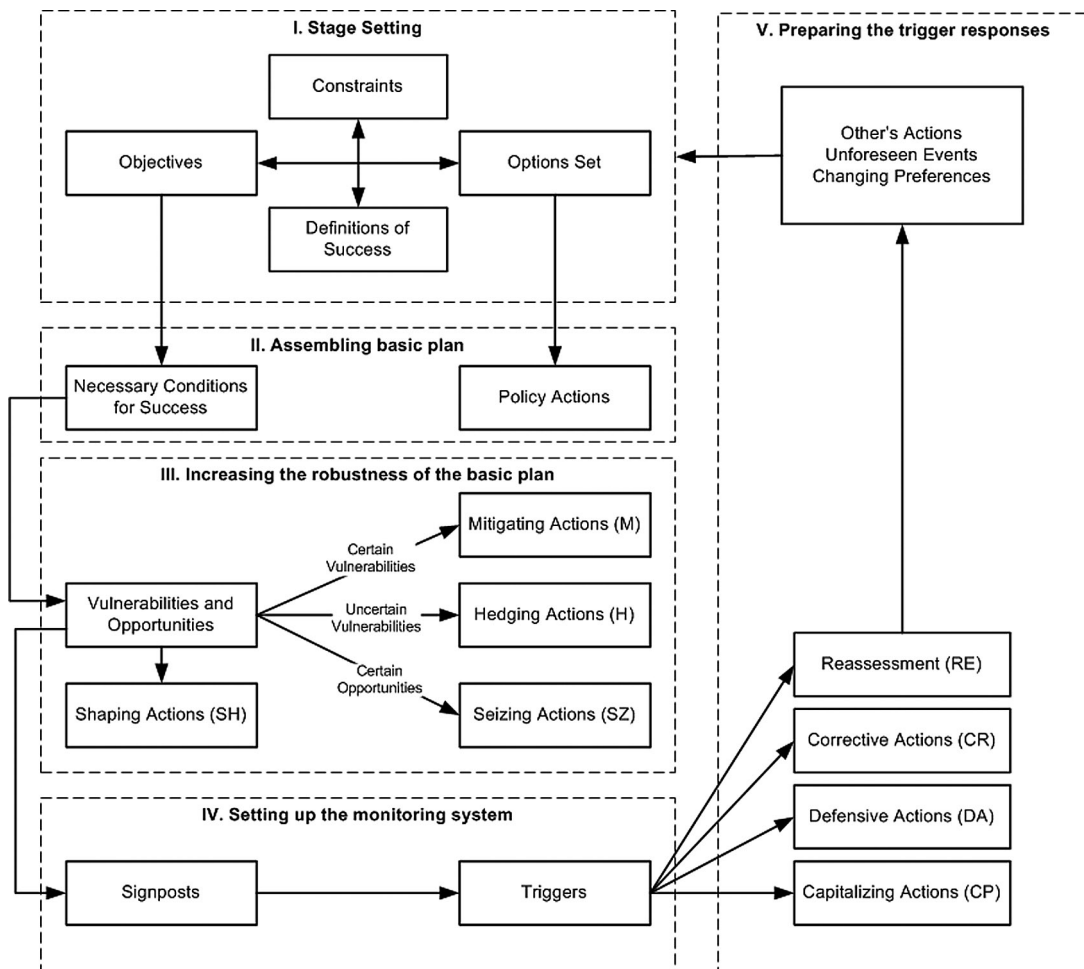 I. Stage Setting
Constraints
Objectives
Options Set
Definitions of
Success
II. Assembling basic plan
Necessary Conditions
for Success
Policy Actions
III. Increasing the robustness of the basic plan
Mitigating Actions (M)
Certain
Vulnerabilities
Vulnerabilities and
Opportunities
Uncertain
Vulnerabilities
Hedging Actions (H)
Certain
Opportunities
Shaping Actions (SH)
Seizing Actions (SZ)
IV. Setting up the monitoring system
Signposts
Triggers
V. Preparing the trigger responses
Other's Actions
Unforeseen Events
Changing Preferences
Reassessment (RE)
Corrective Actions (CR)
Defensive Actions (DA)
Capitalizing Actions (CP)